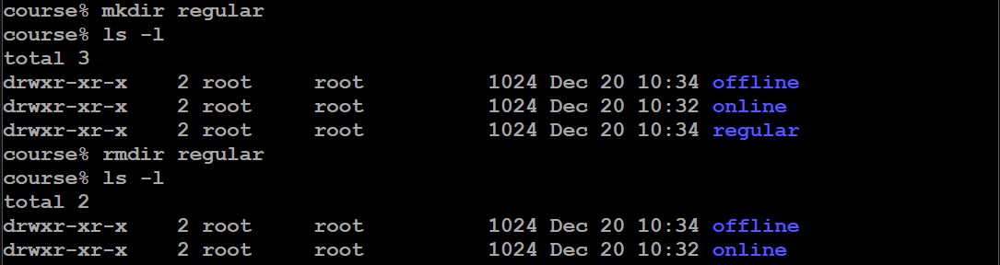 course% mkdir regular
course% ls -l
total 3
drwxr-xr-x    2 root     root          1024 Dec 20 10:34 offline
drwxr-xr-x    2 root     root          1024 Dec 20 10:32 online
drwxr-xr-x    2 root     root          1024 Dec 20 10:34 regular
course% rmdir regular
course% ls -l
total 2
drwxr-xr-x    2 root     root          1024 Dec 20 10:34 offline
drwxr-xr-x    2 root     root          1024 Dec 20 10:32 online